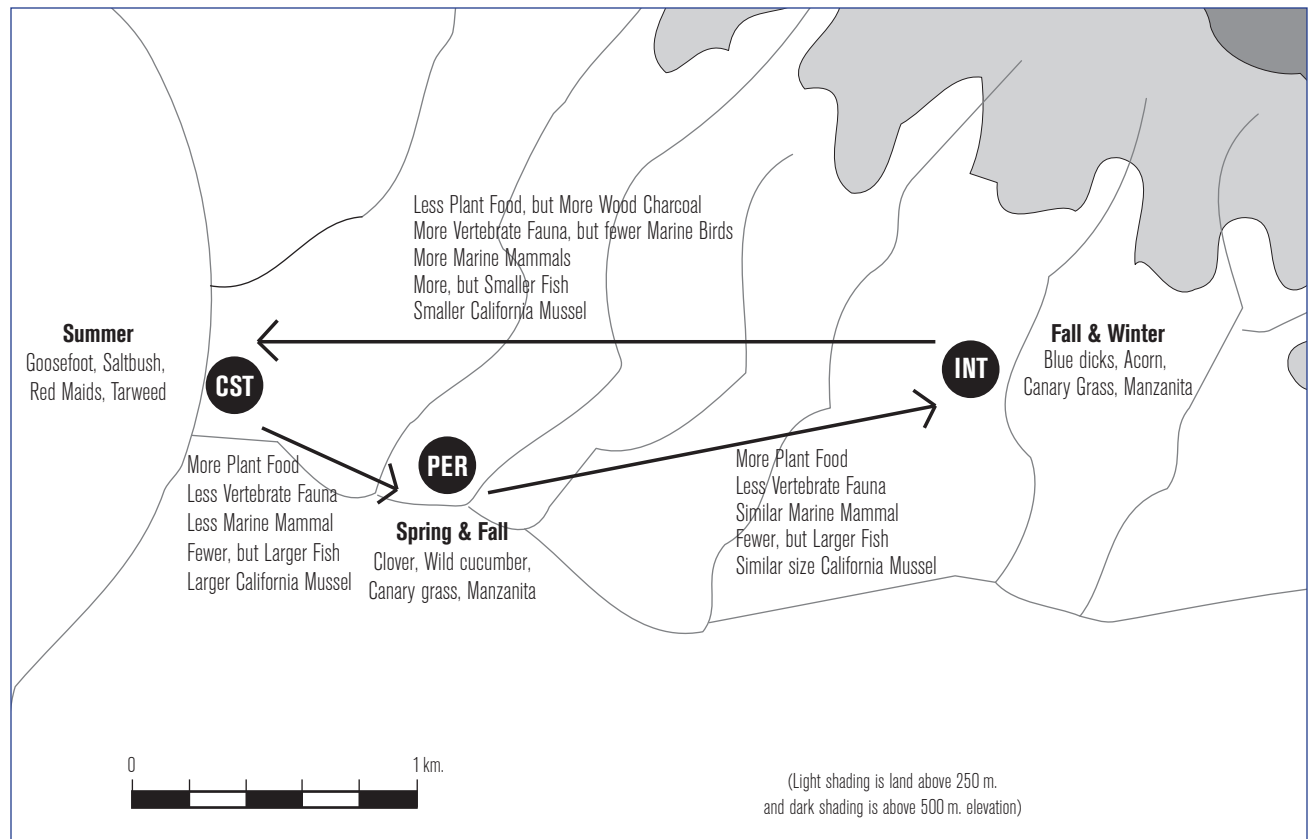 Less Plant Food, but More Wood Charcoal
More Vertebrate Fauna, but fewer Marine Birds
More Marine Mammals
More, but Smaller Fish
Smaller California Mussel
Summer
Goosefoot, Saltbush,
Red Maids, Tarweed
CST
PER
INT
Fall & Winter
Blue dicks, Acorn,
Canary Grass, Manzanita
More Plant Food
Less Vertebrate Fauna
Less Marine Mammal
Fewer, but Larger Fish
Larger California Mussel
Spring & Fall
Clover, Wild cucumber,
Canary grass, Manzanita
More Plant Food
Less Vertebrate Fauna
Similar Marine Mammal
Fewer, but Larger Fish
Similar size California Mussel
0
1 km.
(Light shading is land above 250 m.
and dark shading is above 500 m. elevation)